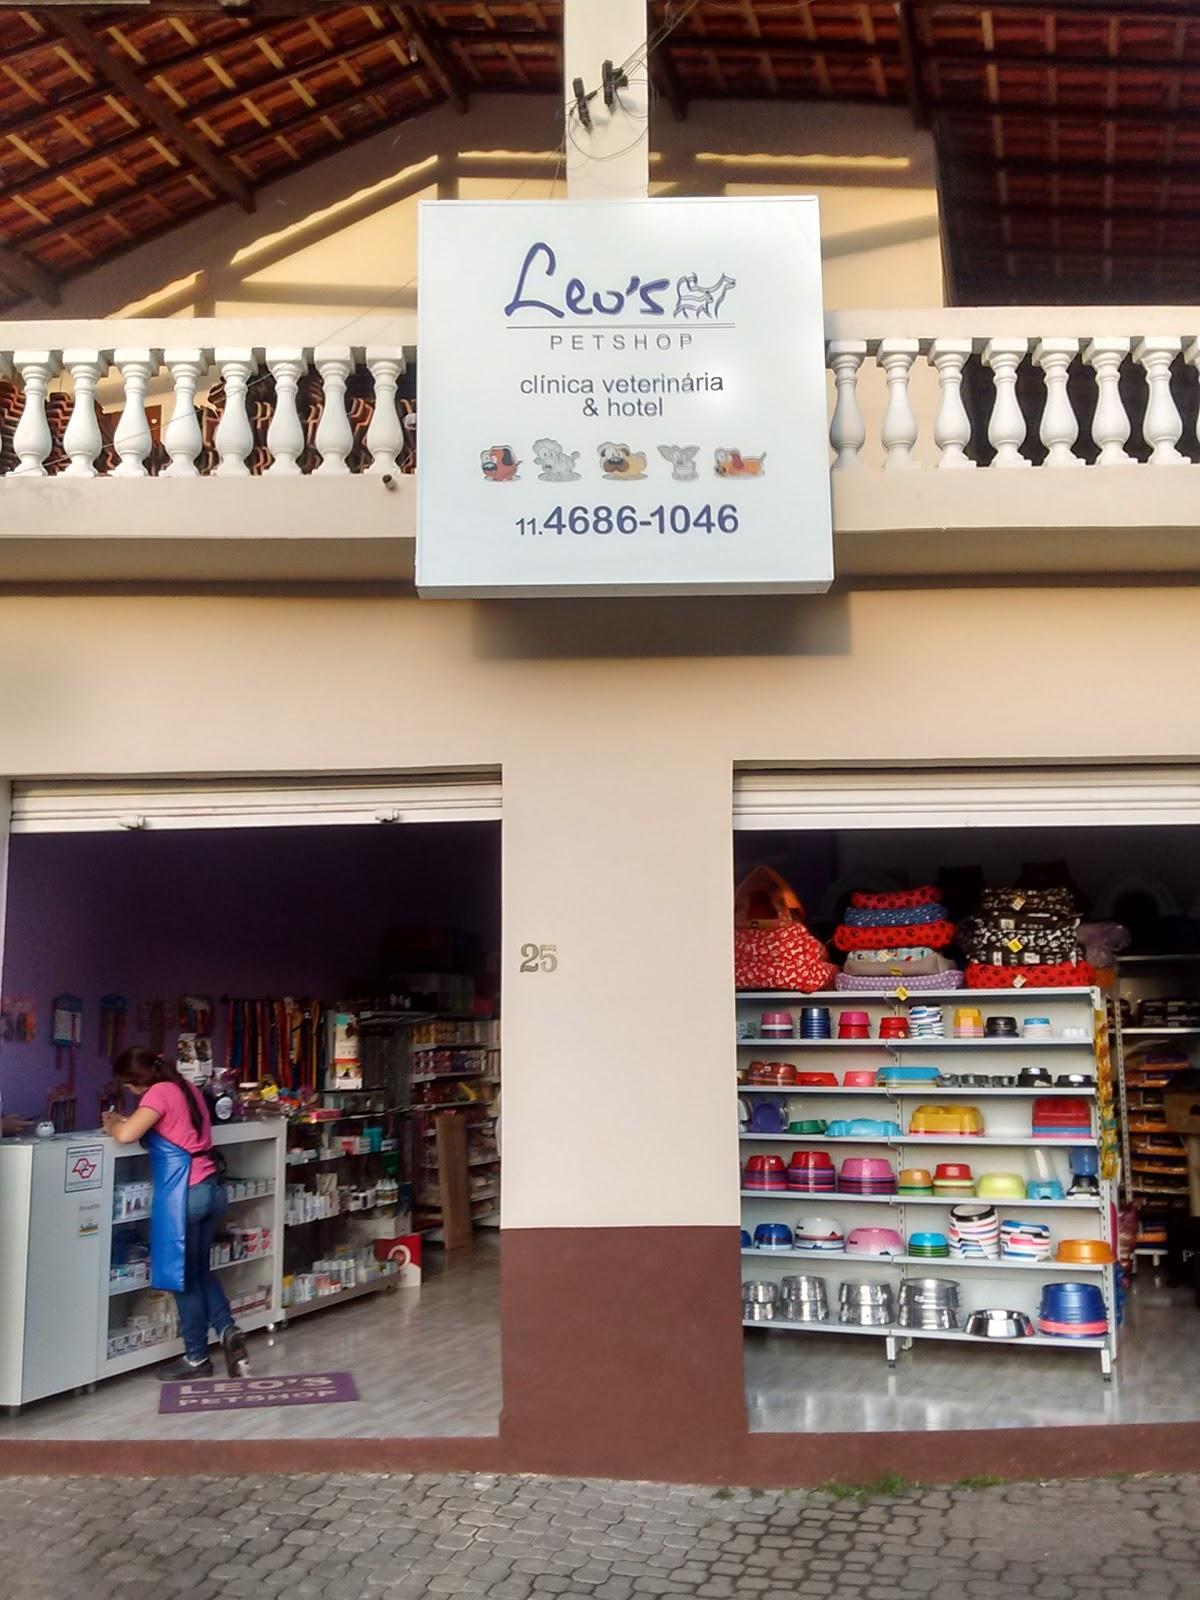 Leo's
PETSHOP
clínica veterinária
& hotel
11.4686-1046
25
LEO'S
PETSHOP